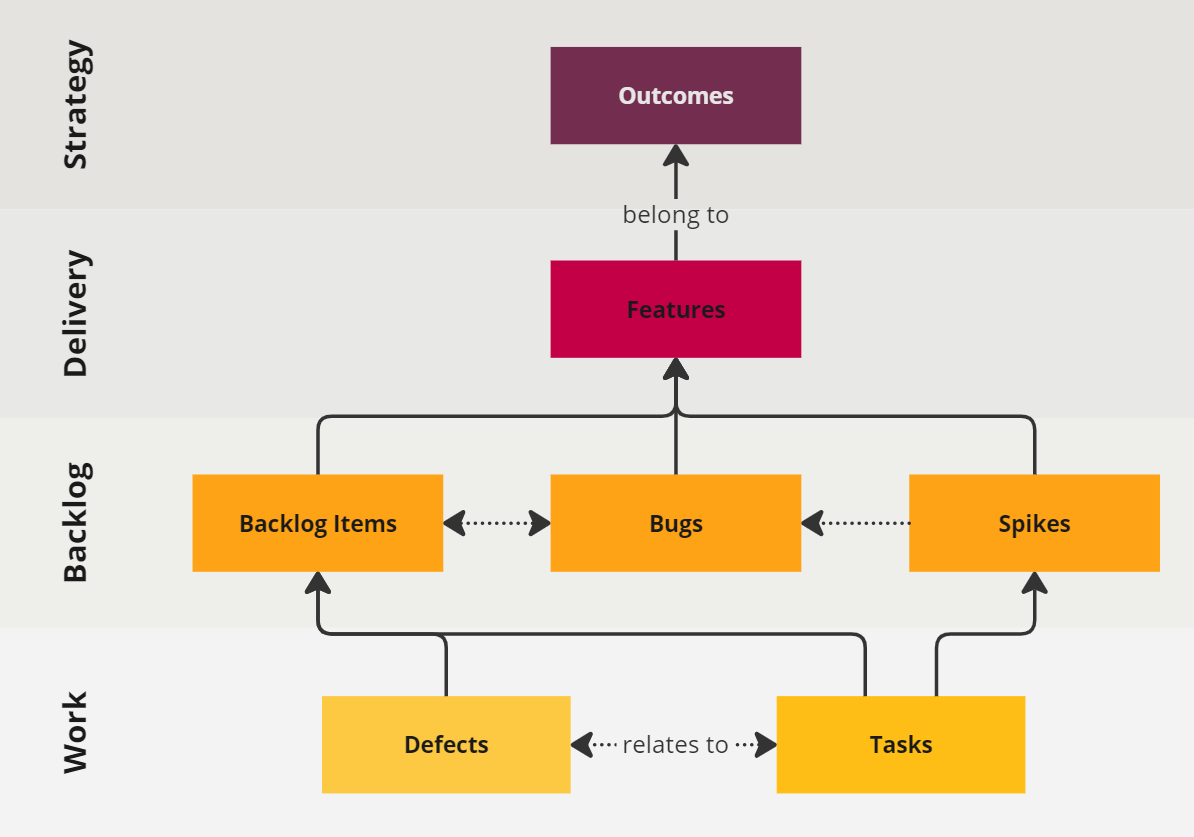 Strategy
Outcomes
belong to
Delivery
Features
Backlog
Backlog Items
Bugs
Spikes
Work
Defects
relates to
Tasks